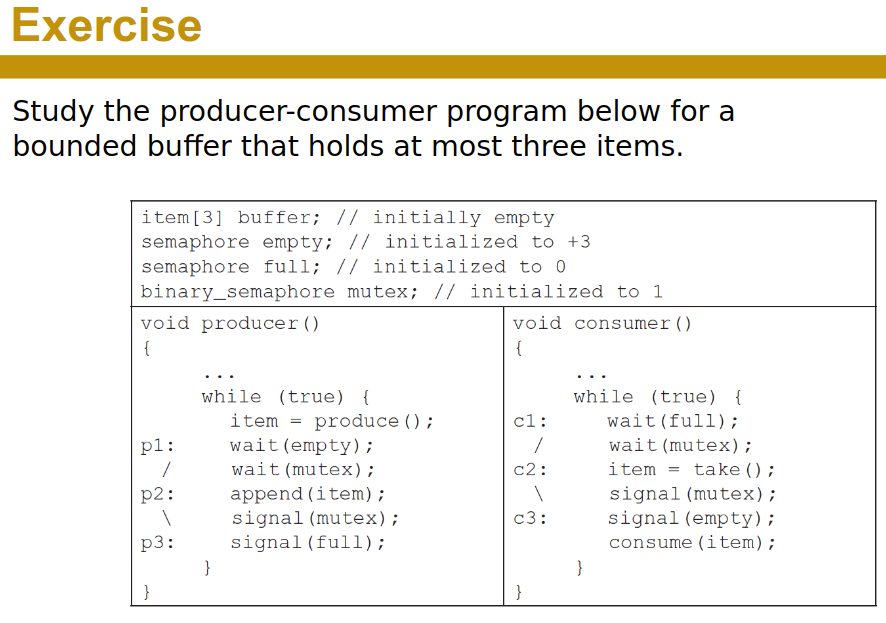 Exercise
Study the producer-consumer program below for a
bounded buffer that holds at most three items.
item[3] buffer; // initially empty
semaphore empty; // initialized to +3
semaphore full; // initialized to 0
binary_semaphore mutex; // initialized to 1
void producer()
{
...
while (true) {
item = produce();
p1: wait(empty);
/ wait(mutex);
p2: append(item);
\ signal(mutex);
p3: signal(full);
}
}
void consumer()
{
...
while (true) {
c1: wait(full);
/ wait(mutex);
c2: item = take();
\ signal(mutex);
c3: signal(empty);
consume(item);
}
}